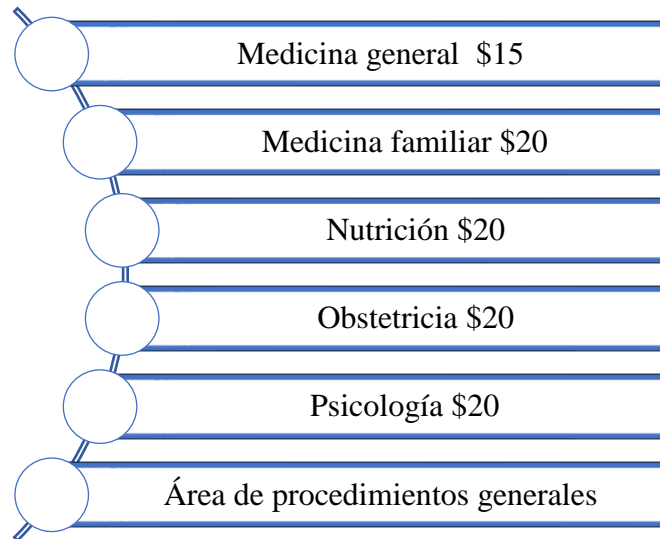 Medicina general $15
Medicina familiar $20
Nutrición $20
Obstetricia $20
Psicología $20
Área de procedimientos generales